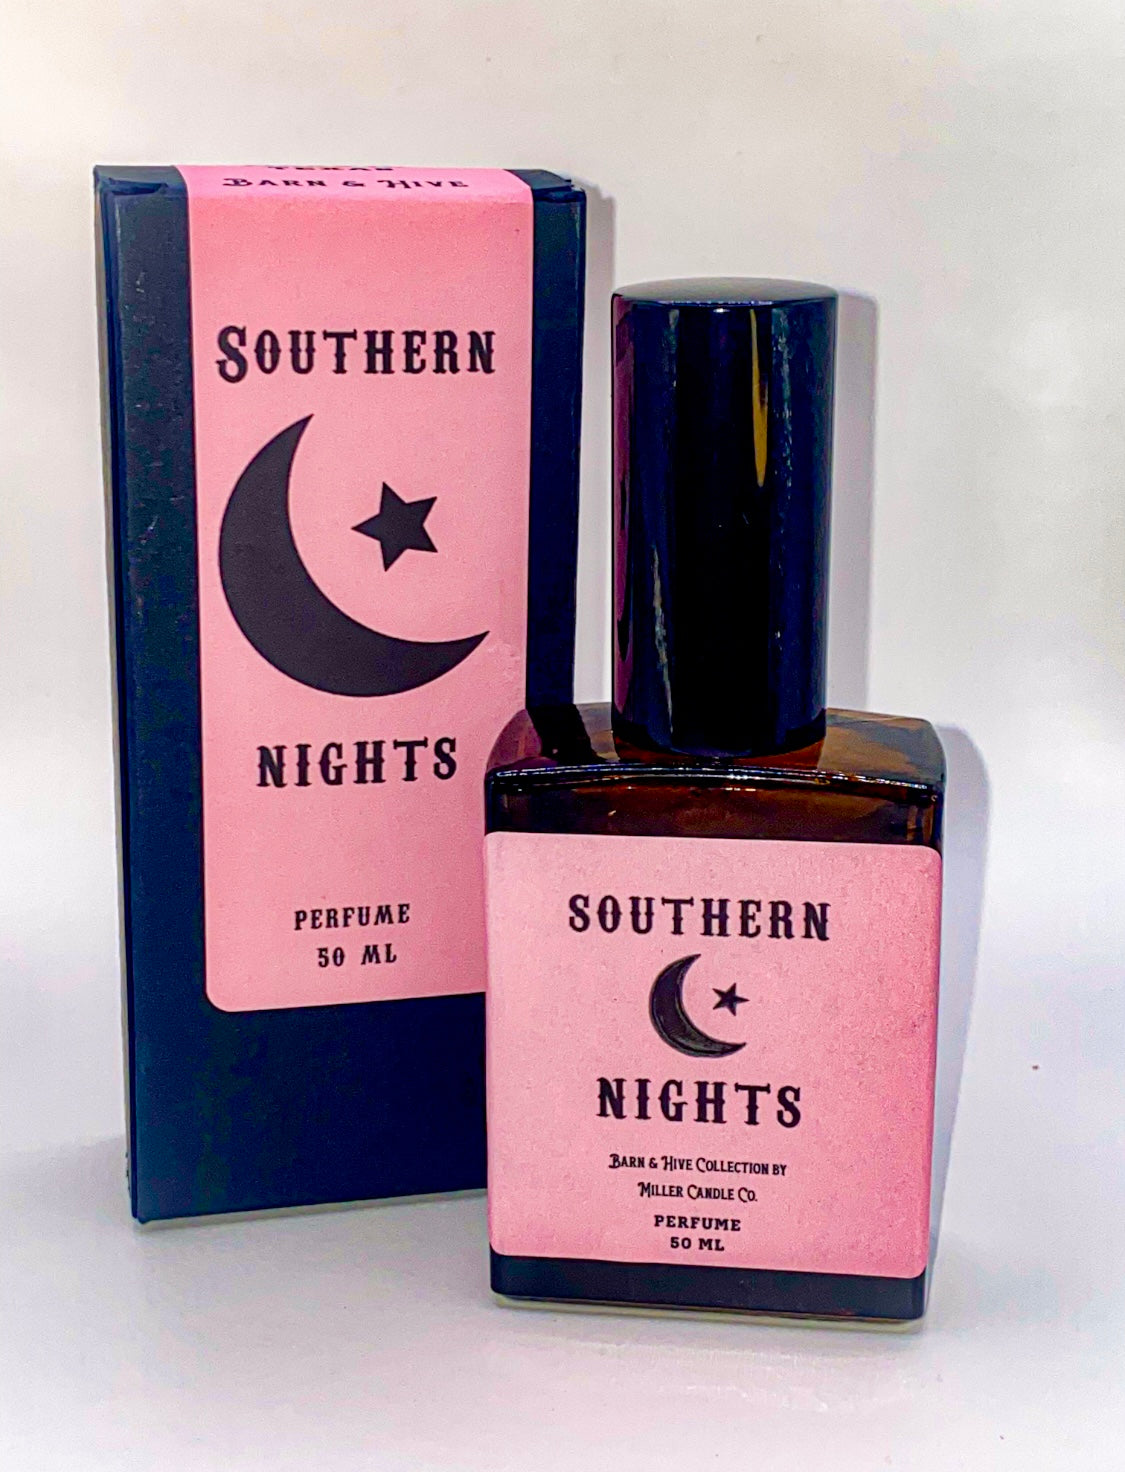 BARN & HIVE
SOUTHERN
NIGHTS
PERFUME
50 ML
SOUTHERN
NIGHTS
BARN & HIVE COLLECTION BY
MILLER CANDLE CO.
PERFUME
50 ML